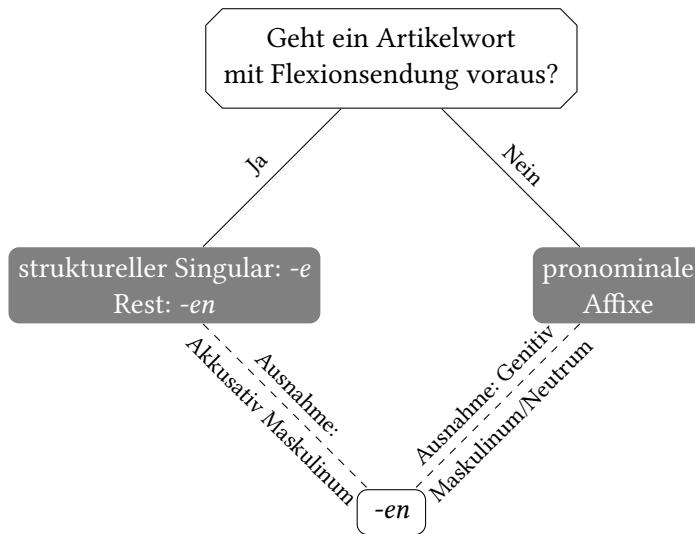 Geht ein Artikelwort
mit Flexionsendung voraus?
Ja
Nein
struktureller Singular: -e
Rest: -en
pronominale
Affixe
Ausnahme:
Akkusativ Maskulinum
Ausnahme: Genitiv
Maskulinum/Neutrum
-en